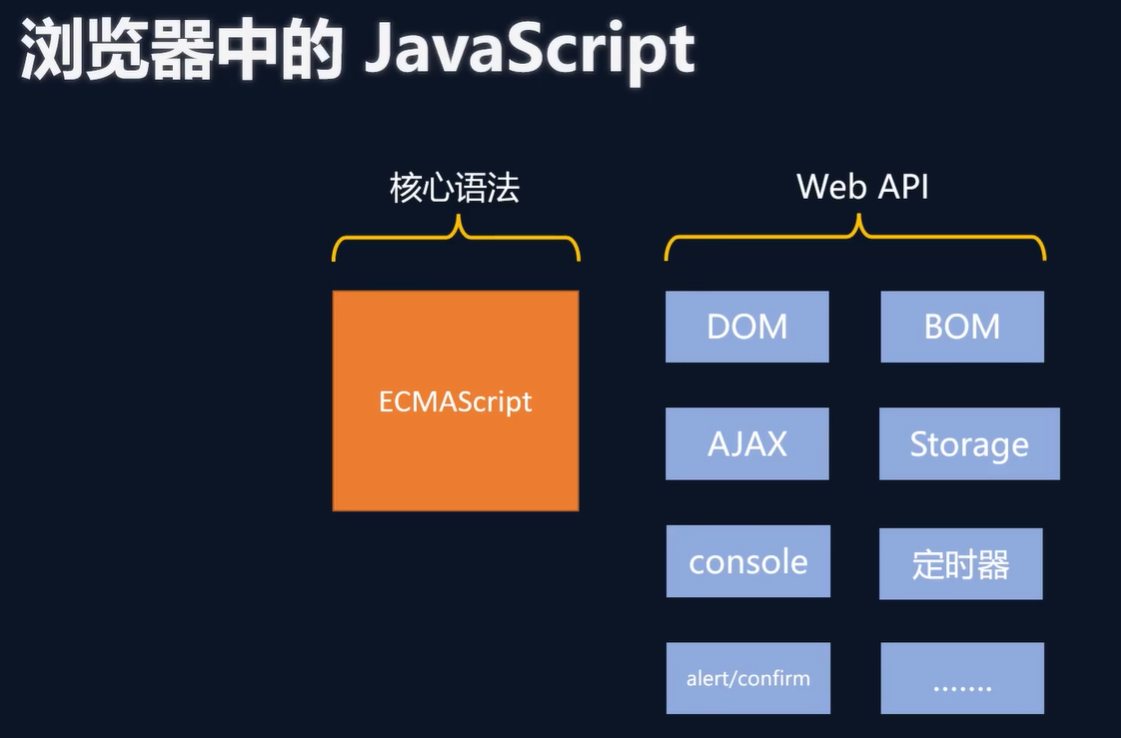 浏览器中的 JavaScript
核心语法
Web API
ECMAScript
DOM
BOM
AJAX
Storage
console
定时器
alert/confirm
.......